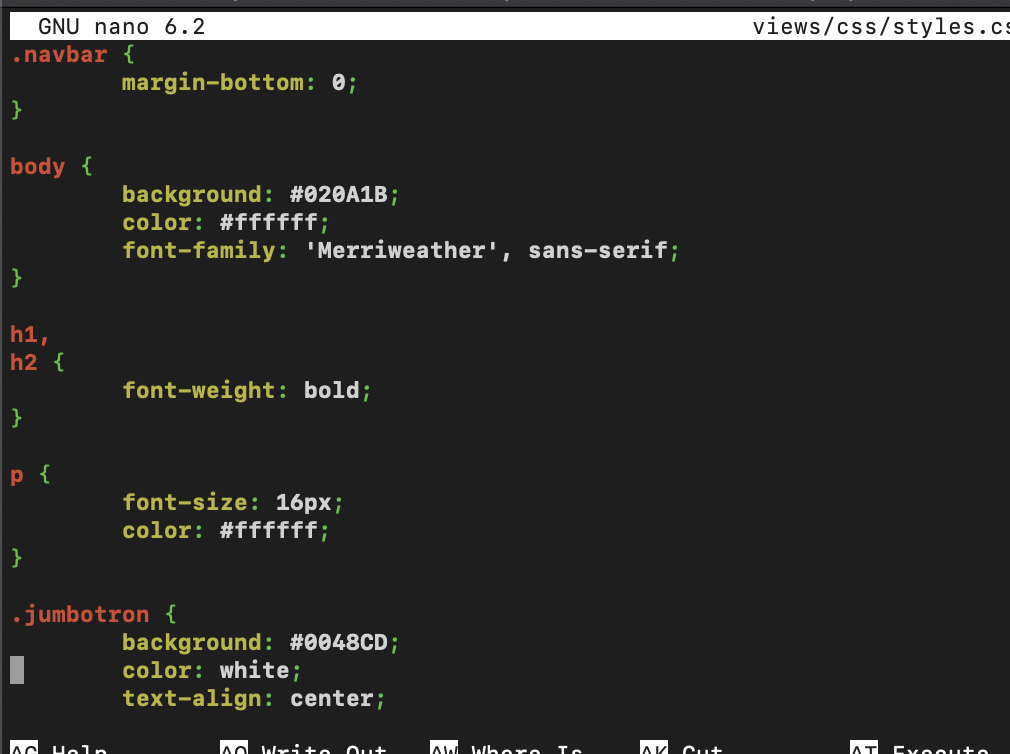 GNU nano 6.2 views/css/styles.cs
.navbar {
margin-bottom: 0;
}
body {
background: #020A1B;
color: #ffffff;
font-family: 'Merriweather', sans-serif;
}
h1,
h2 {
font-weight: bold;
}
p {
font-size: 16px;
color: #ffffff;
}
.jumbotron {
background: #0048CD;
color: white;
text-align: center;
^G Help ^O Write Out ^W Where Is ^K Cut ^T Execute